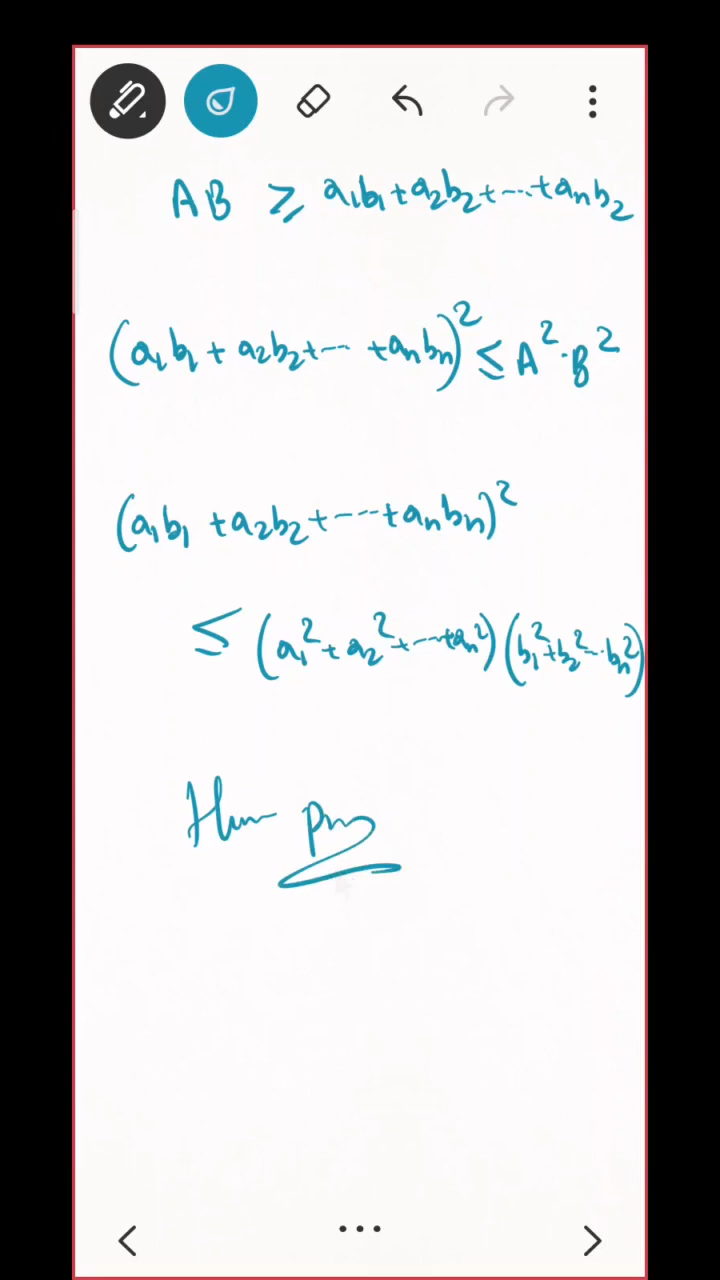 AB ≥ a₁b₁ + a₂b₂ + --- + aₙb₂
(a₁b₁ + a₂b₂ + --- + aₙbₙ)² ≤ A² · B²
(a₁b₁ + a₂b₂ + --- + aₙbₙ)²
≤ (a₁² + a₂² + --- + aₙ²) (b₁² + b₂² --- bₙ²)